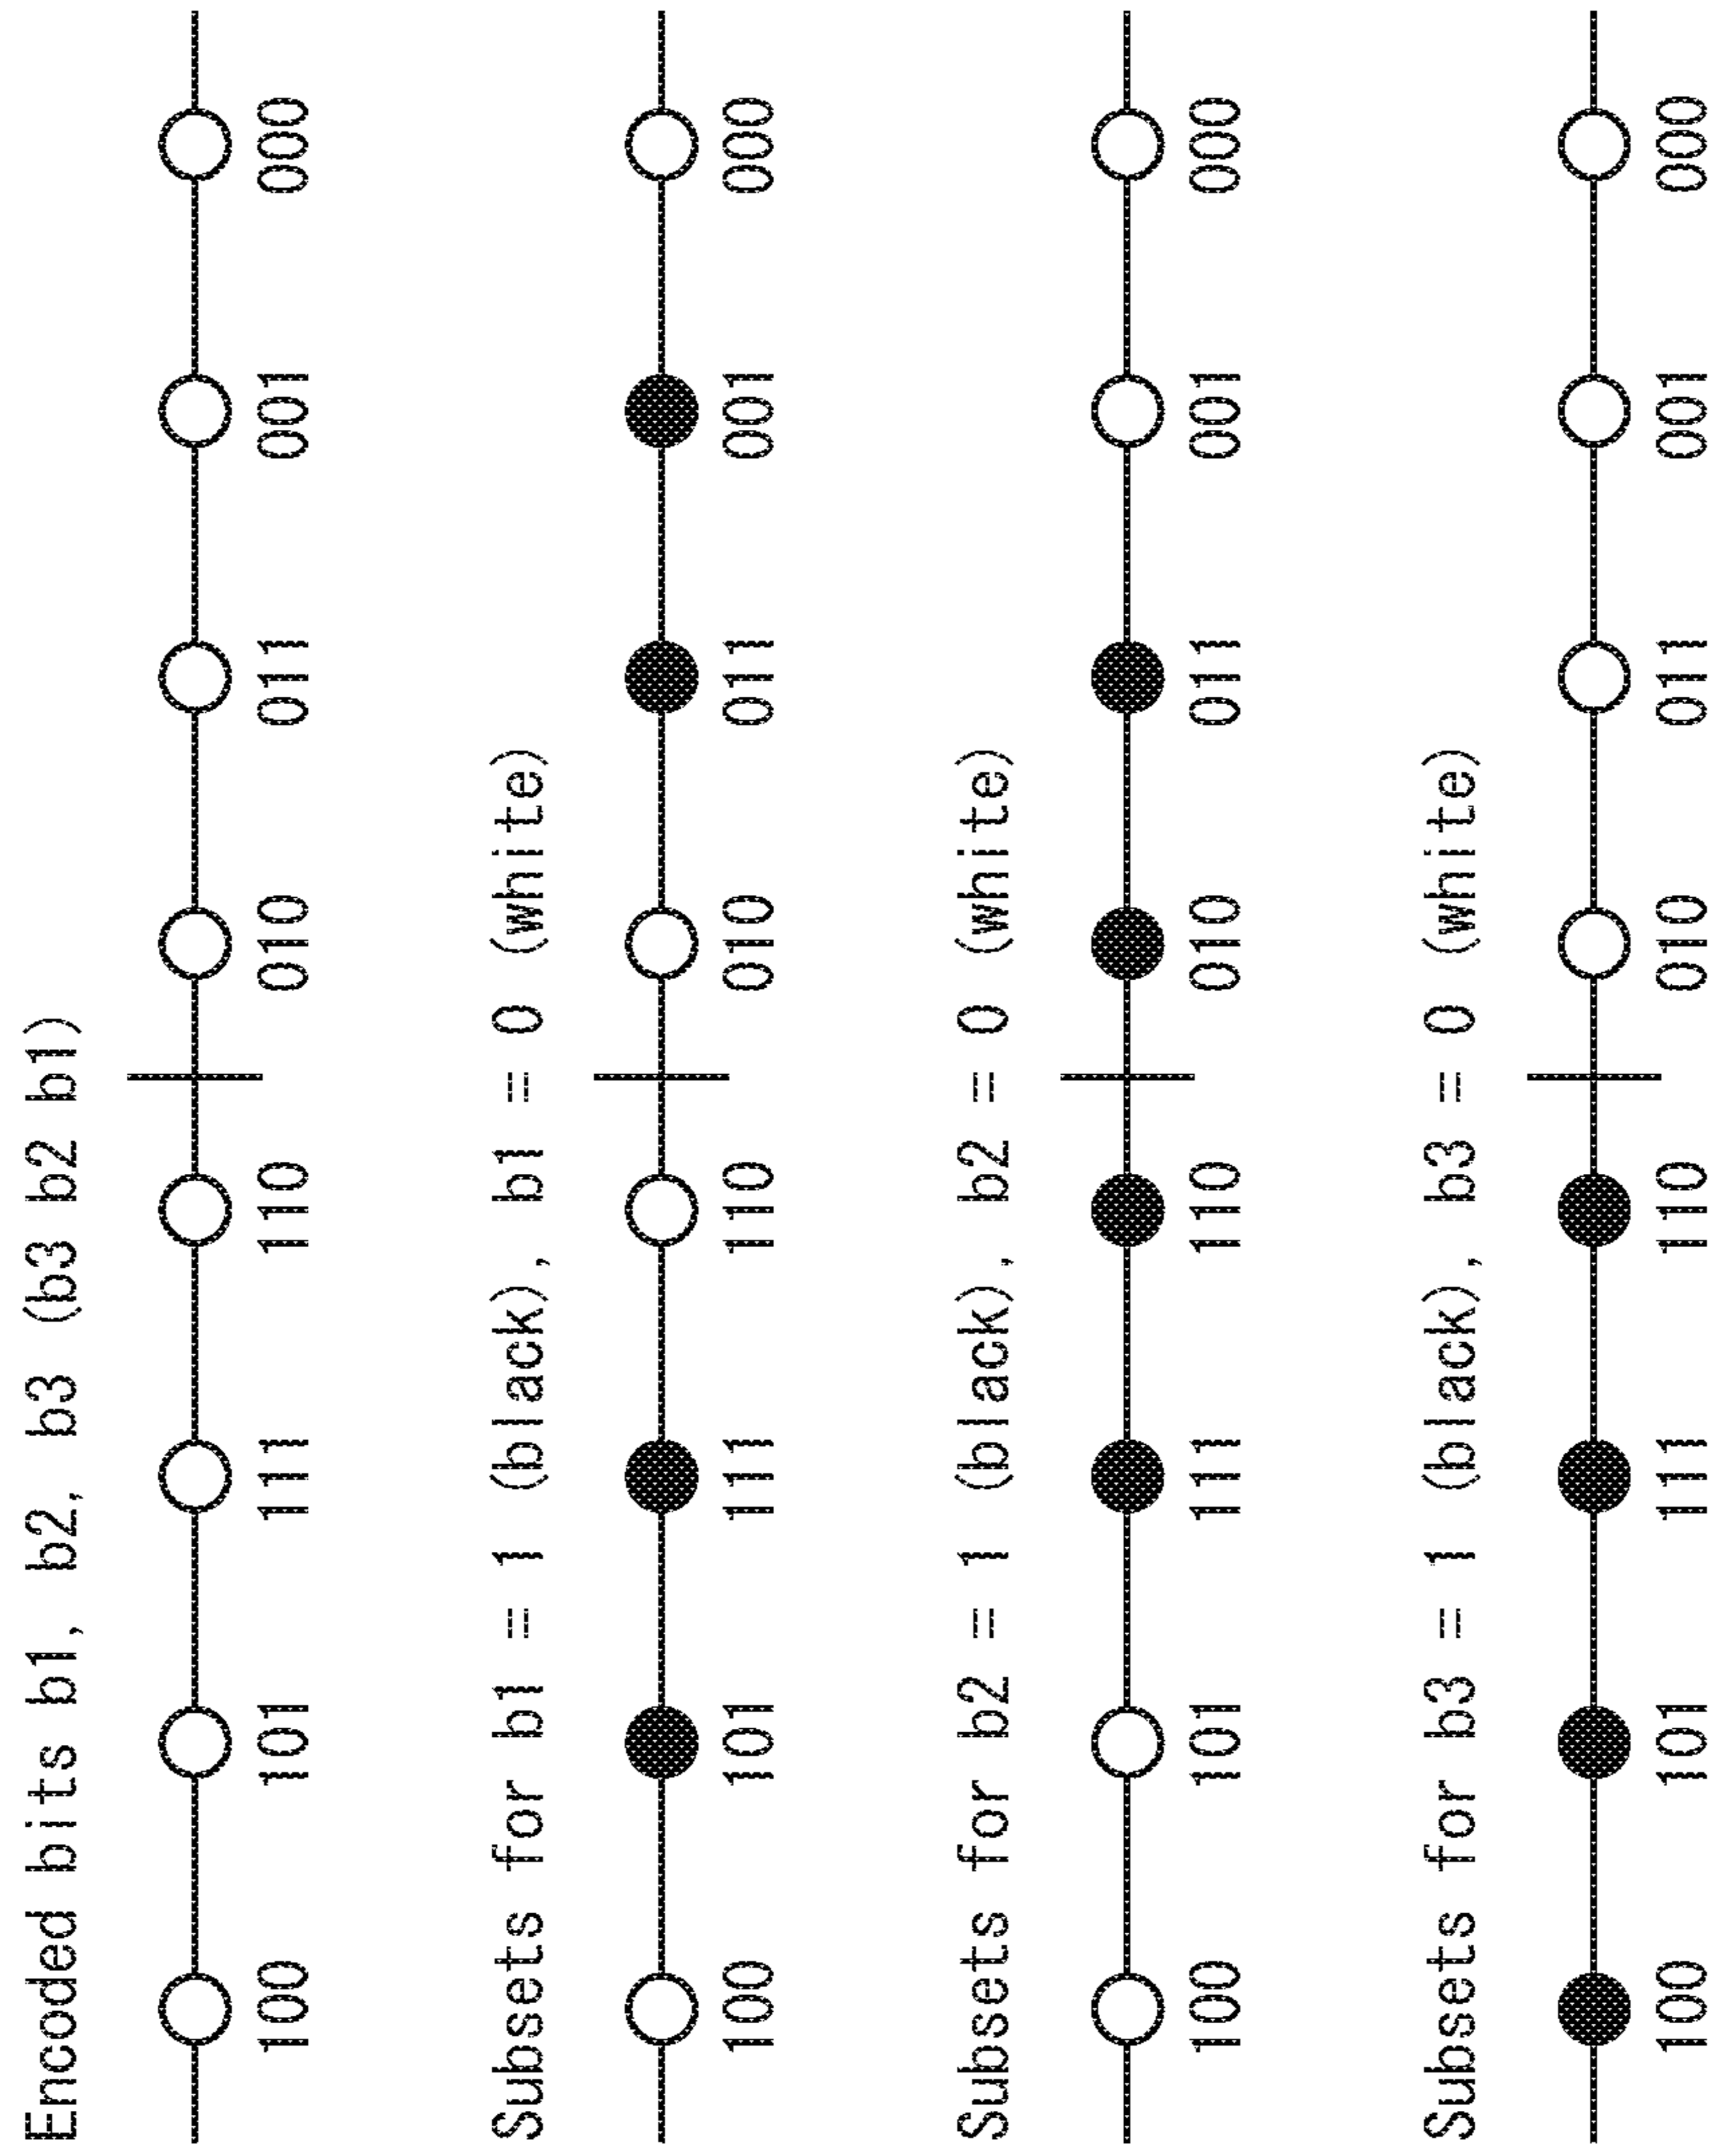 Encoded bits b1, b2, b3 (b3 b2 b1)
100 101 111 110 010 011 001 000
Subsets for b1 = 1 (black), b1 = 0 (white)
100 101 111 110 010 011 001 000
Subsets for b2 = 1 (black), b2 = 0 (white)
100 101 111 110 010 011 001 000
Subsets for b3 = 1 (black), b3 = 0 (white)
100 101 111 110 010 011 001 000